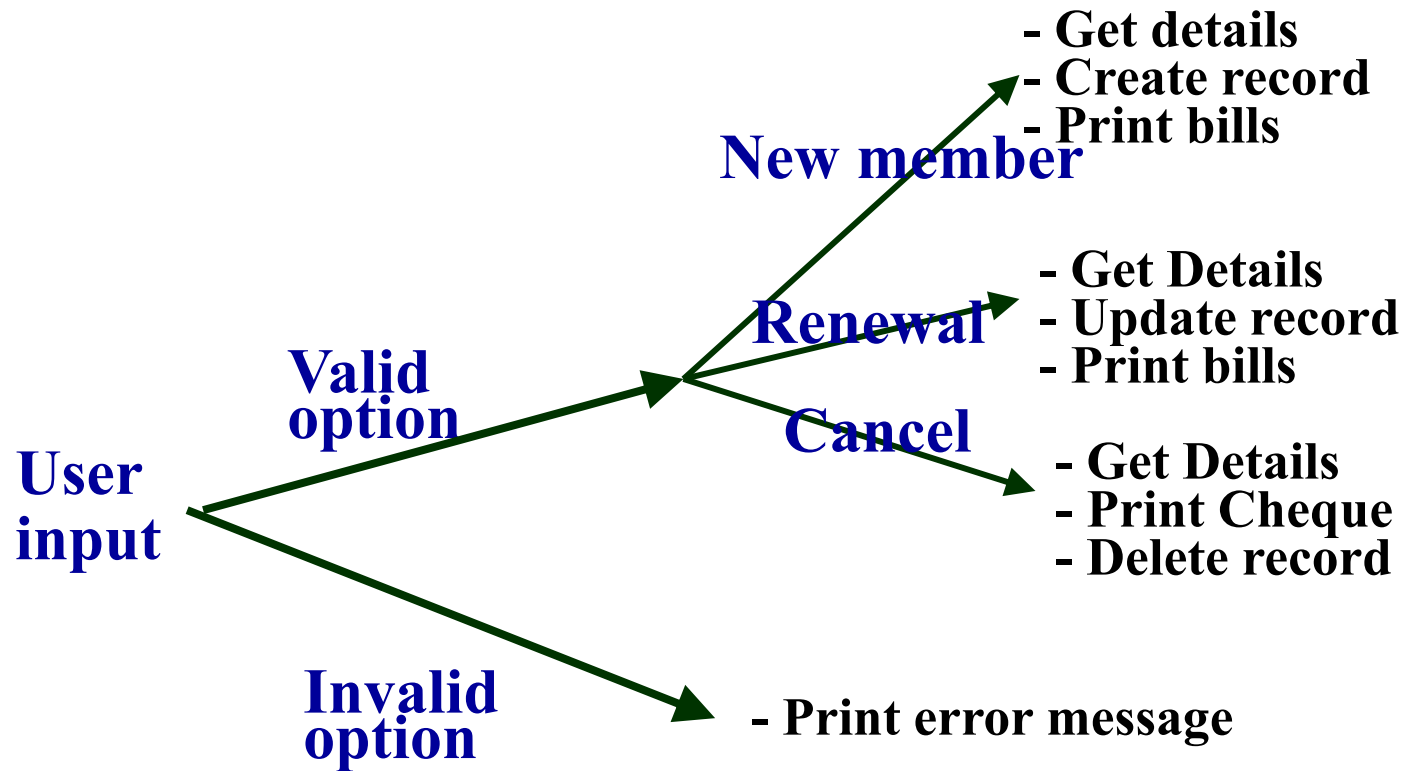 User
input
Valid
option
New member
- Get details
- Create record
- Print bills
Renewal
- Get Details
- Update record
- Print bills
Cancel
- Get Details
- Print Cheque
- Delete record
Invalid
option
- Print error message